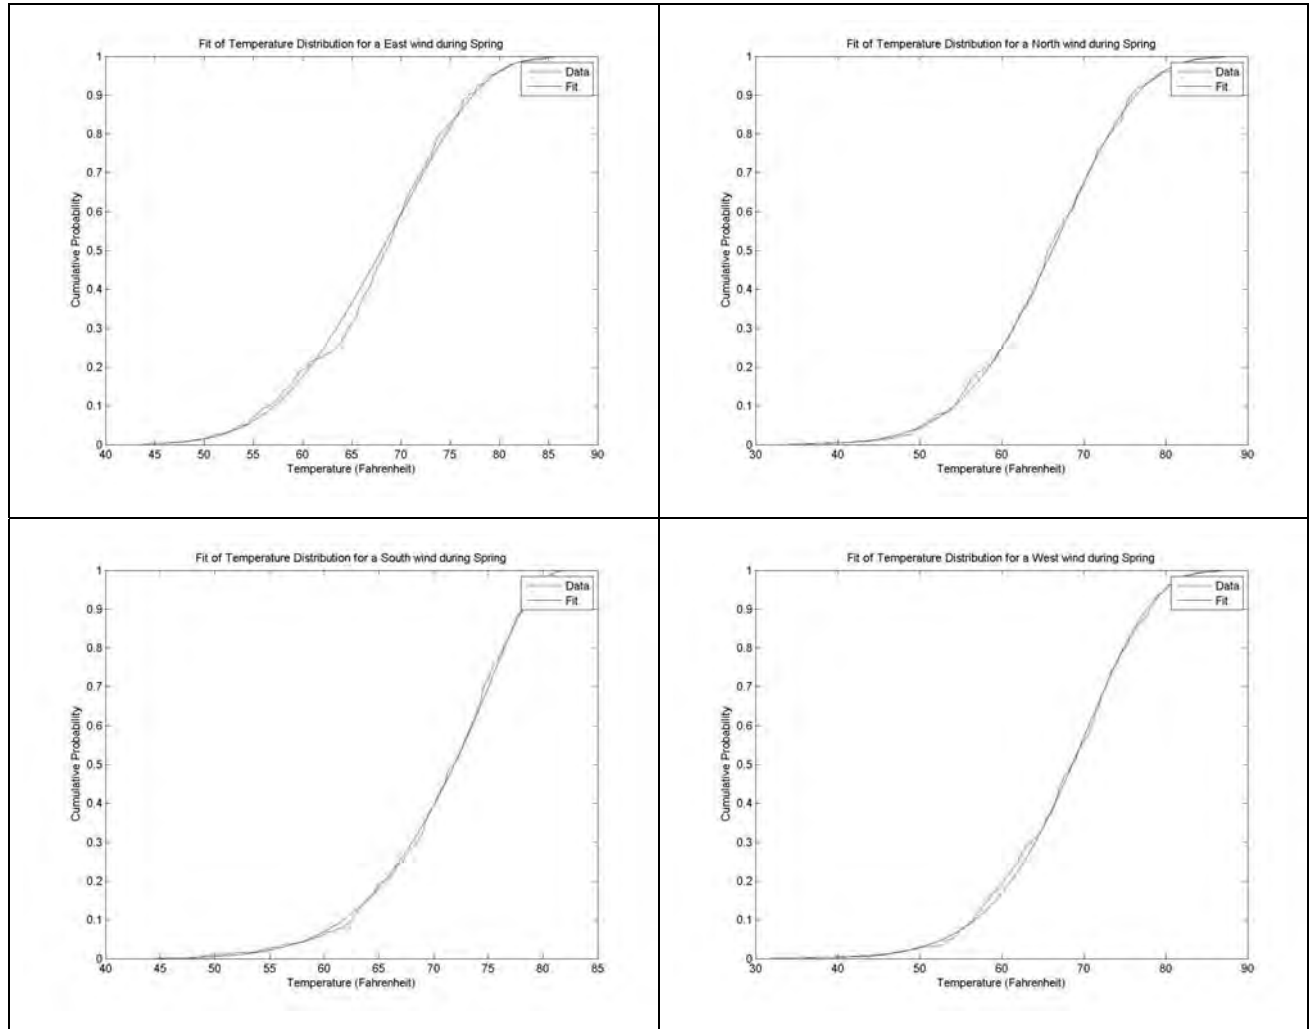 Fit of Temperature Distribution for a East wind during Spring
1
Data
Fit
0.9
0.8
0.7
0.6
0.5
0.4
0.3
0.2
0.1
0
Cumulative Probability
40 45 50 55 60 65 70 75 80 85 90
Temperature (Fahrenheit)
Fit of Temperature Distribution for a North wind during Spring
1
Data
Fit
0.9
0.8
0.7
0.6
0.5
0.4
0.3
0.2
0.1
0
Cumulative Probability
30 40 50 60 70 80 90
Temperature (Fahrenheit)
Fit of Temperature Distribution for a South wind during Spring
1
Data
Fit
0.9
0.8
0.7
0.6
0.5
0.4
0.3
0.2
0.1
0
Cumulative Probability
40 45 50 55 60 65 70 75 80 85
Temperature (Fahrenheit)
Fit of Temperature Distribution for a West wind during Spring
1
Data
Fit
0.9
0.8
0.7
0.6
0.5
0.4
0.3
0.2
0.1
0
Cumulative Probability
30 40 50 60 70 80 90
Temperature (Fahrenheit)